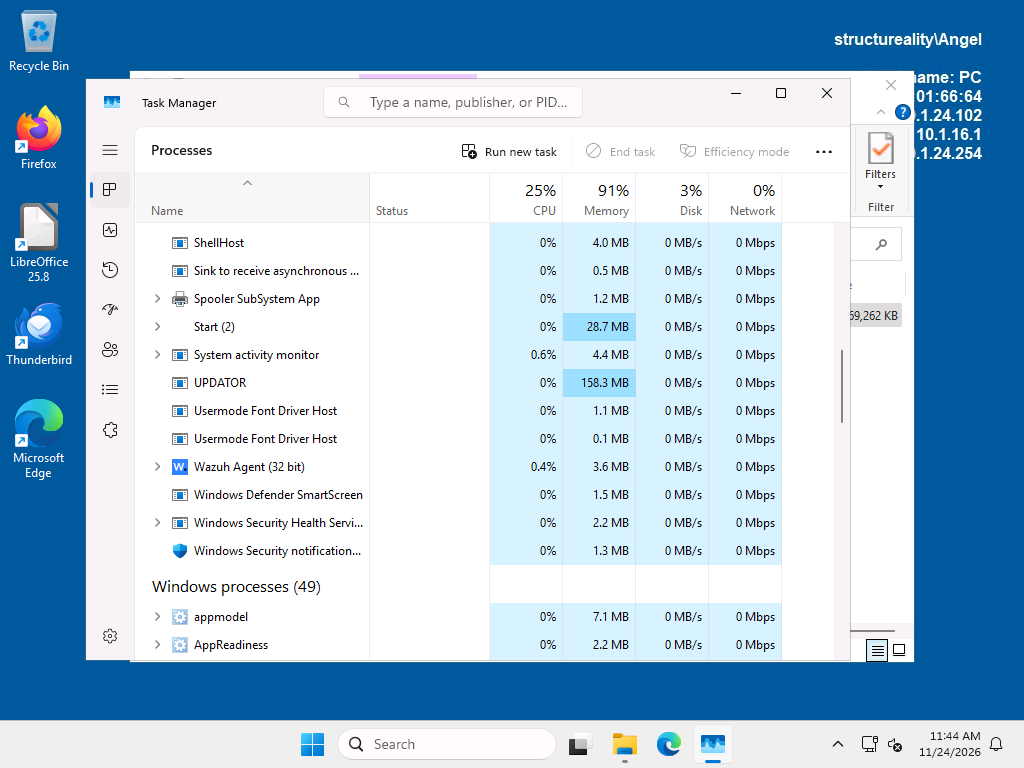 Recycle Bin
Firefox
LibreOffice
25.8
Thunderbird
Microsoft
Edge
structureality\Angel
name: PC
:01:66:64
.1.24.102
10.1.16.1
.1.24.254
Task Manager
Type a name, publisher, or PID...
Processes
Run new task
End task
Efficiency mode
Name
Status
25%
CPU
91%
Memory
3%
Disk
0%
Network
ShellHost 0% 4.0 MB 0 MB/s 0 Mbps
Sink to receive asynchronous ... 0% 0.5 MB 0 MB/s 0 Mbps
Spooler SubSystem App 0% 1.2 MB 0 MB/s 0 Mbps
Start (2) 0% 28.7 MB 0 MB/s 0 Mbps
System activity monitor 0.6% 4.4 MB 0 MB/s 0 Mbps
UPDATOR 0% 158.3 MB 0 MB/s 0 Mbps
Usermode Font Driver Host 0% 1.1 MB 0 MB/s 0 Mbps
Usermode Font Driver Host 0% 0.1 MB 0 MB/s 0 Mbps
Wazuh Agent (32 bit) 0.4% 3.6 MB 0 MB/s 0 Mbps
Windows Defender SmartScreen 0% 1.5 MB 0 MB/s 0 Mbps
Windows Security Health Servi... 0% 2.2 MB 0 MB/s 0 Mbps
Windows Security notification... 0% 1.3 MB 0 MB/s 0 Mbps
Windows processes (49)
appmodel 0% 7.1 MB 0 MB/s 0 Mbps
AppReadiness 0% 2.2 MB 0 MB/s 0 Mbps
Filters
Filter
69,262 KB
Search
11:44 AM
11/24/2026